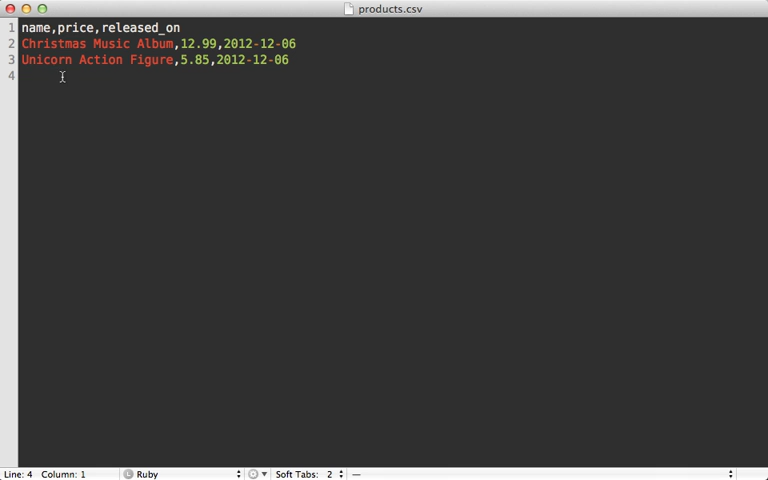 products.csv
1 name,price,released_on
2 Christmas Music Album,12.99,2012-12-06
3 Unicorn Action Figure,5.85,2012-12-06
4
Line: 4 Column: 1 L Ruby Soft Tabs: 2 —